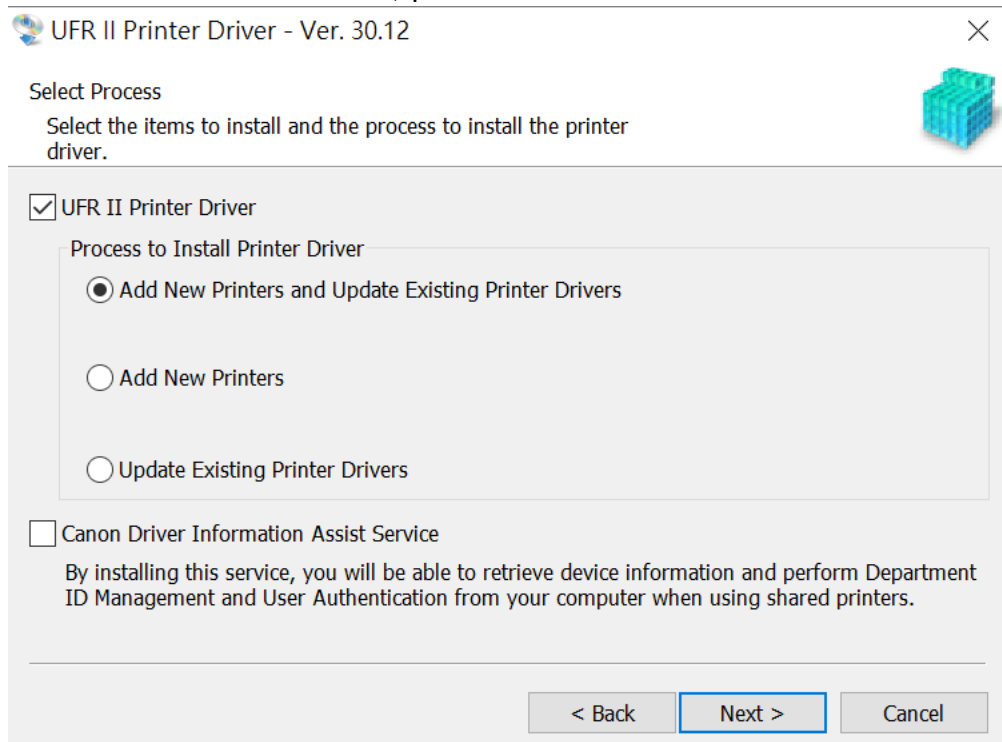 UFR II Printer Driver - Ver. 30.12
Select Process
Select the items to install and the process to install the printer
driver.
UFR II Printer Driver
Process to Install Printer Driver
Add New Printers and Update Existing Printer Drivers
Add New Printers
Update Existing Printer Drivers
Canon Driver Information Assist Service
By installing this service, you will be able to retrieve device information and perform Department
ID Management and User Authentication from your computer when using shared printers.
< Back Next > Cancel